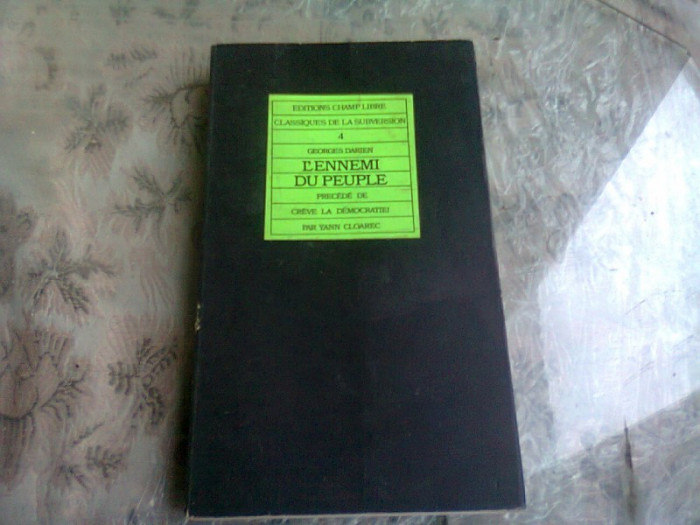 EDITIONS CHAMP LIBRE
CLASSIQUES DE LA SUBVERSION
4
GEORGES DARIEN
L'ENNEMI
DU PEUPLE
PRÉCÉDÉ DE
CRÈVE LA DÉMOCRATIE!
PAR YANN CLOAREC